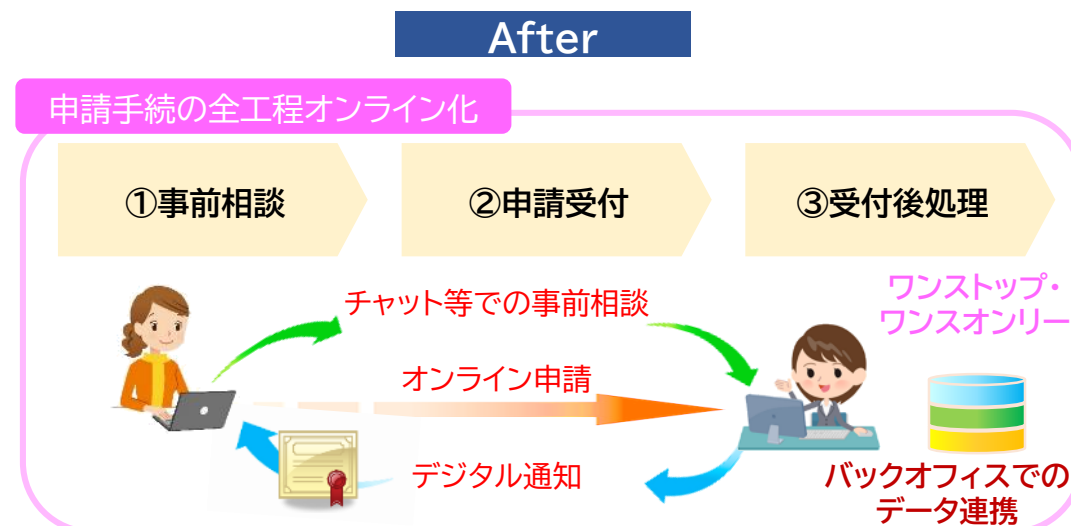 After
申請手続の全工程オンライン化
①事前相談
②申請受付
③受付後処理
チャット等での事前相談
ワンストップ・
ワンスオンリー
オンライン申請
デジタル通知
バックオフィスでの
データ連携